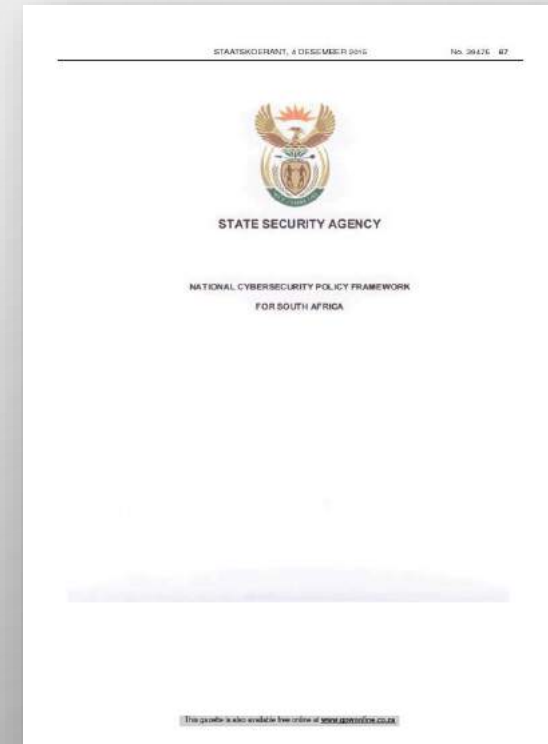 STAATSKOERANT, 4 DESEMBER 2015 No. 39475 67
STATE SECURITY AGENCY
NATIONAL CYBERSECURITY POLICY FRAMEWORK
FOR SOUTH AFRICA
This gazette is also available free online at www.gpwonline.co.za